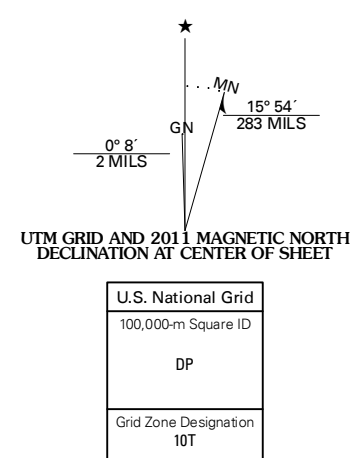 ★
MN
15° 54´
283 MILS
GN
0° 8´
2 MILS
UTM GRID AND 2011 MAGNETIC NORTH
DECLINATION AT CENTER OF SHEET
U.S. National Grid
100,000-m Square ID
DP
Grid Zone Designation
10T